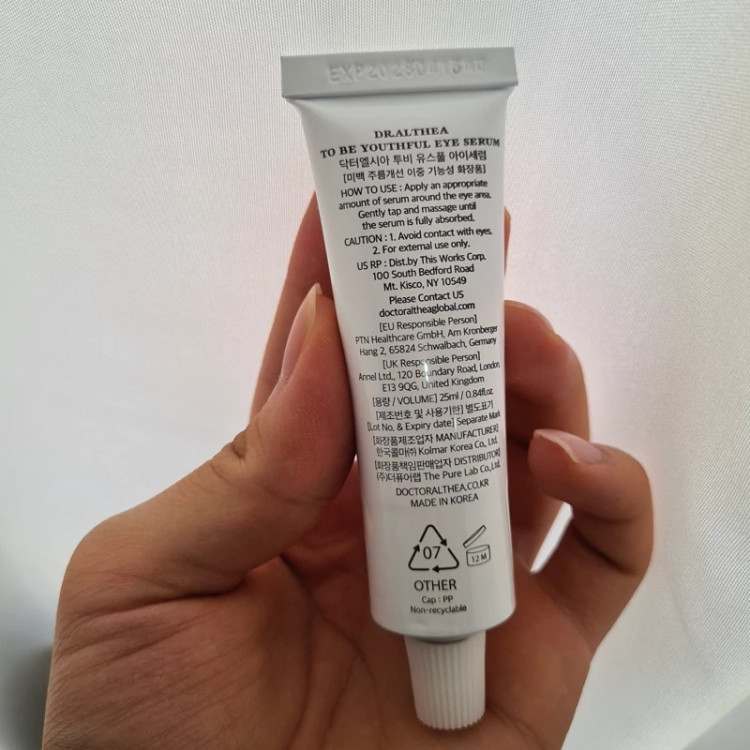 DR.ALTHEA
TO BE YOUTHFUL EYE SERUM
닥터엘시아 투비 유스풀 아이세럼
[미백 주름개선 이중 기능성 화장품]
HOW TO USE : Apply an appropriate
amount of serum around the eye area.
Gently tap and massage until
the serum is fully absorbed.
CAUTION : 1. Avoid contact with eyes.
2. For external use only.
US RP : Dist.by This Works Corp.
100 South Bedford Road
Mt. Kisco, NY 10549
Please Contact US
doctoraltheaglobal.com
[EU Responsible Person]
PTN Healthcare GmbH, Am Kronberger
Hang 2, 65824 Schwalbach, Germany
[UK Responsible Person]
Annel Ltd., 120 Boundary Road, London,
E13 9QG, United Kingdom
[용량 / VOLUME] 25ml / 0.84fl.oz
[제조번호 및 사용기한] 별도표기
[Lot No. & Expiry date] Separate Mark
[화장품제조업자 MANUFACTURER]
한국콜마㈜ Kolmar Korea Co., Ltd.
[화장품책임판매업자 DISTRIBUTOR]
(주)더퓨어랩 The Pure Lab Co., Ltd.
DOCTORALTHEA.CO.KR
MADE IN KOREA
07
12 M
OTHER
Cap : PP
Non-recyclable